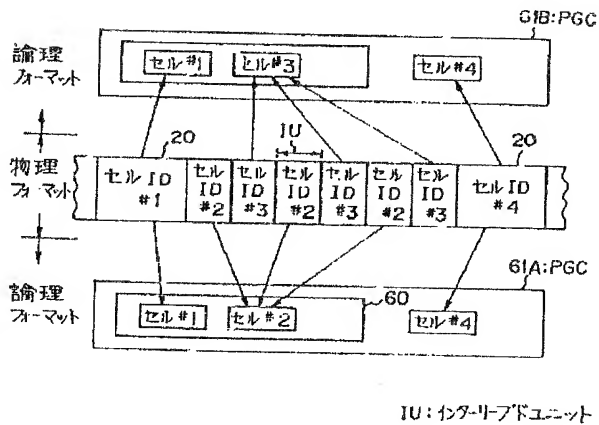 61B:PGC
論理
フォーマット
セル#1
セル#3
セル#4
IU
20
20
物理
フォーマット
セル ID #1
セル ID #2
セル ID #3
セル ID #2
セル ID #3
セル ID #2
セル ID #3
セル ID #4
61A:PGC
60
論理
フォーマット
セル#1
セル#2
セル#4
IU:インターリーブドユニット